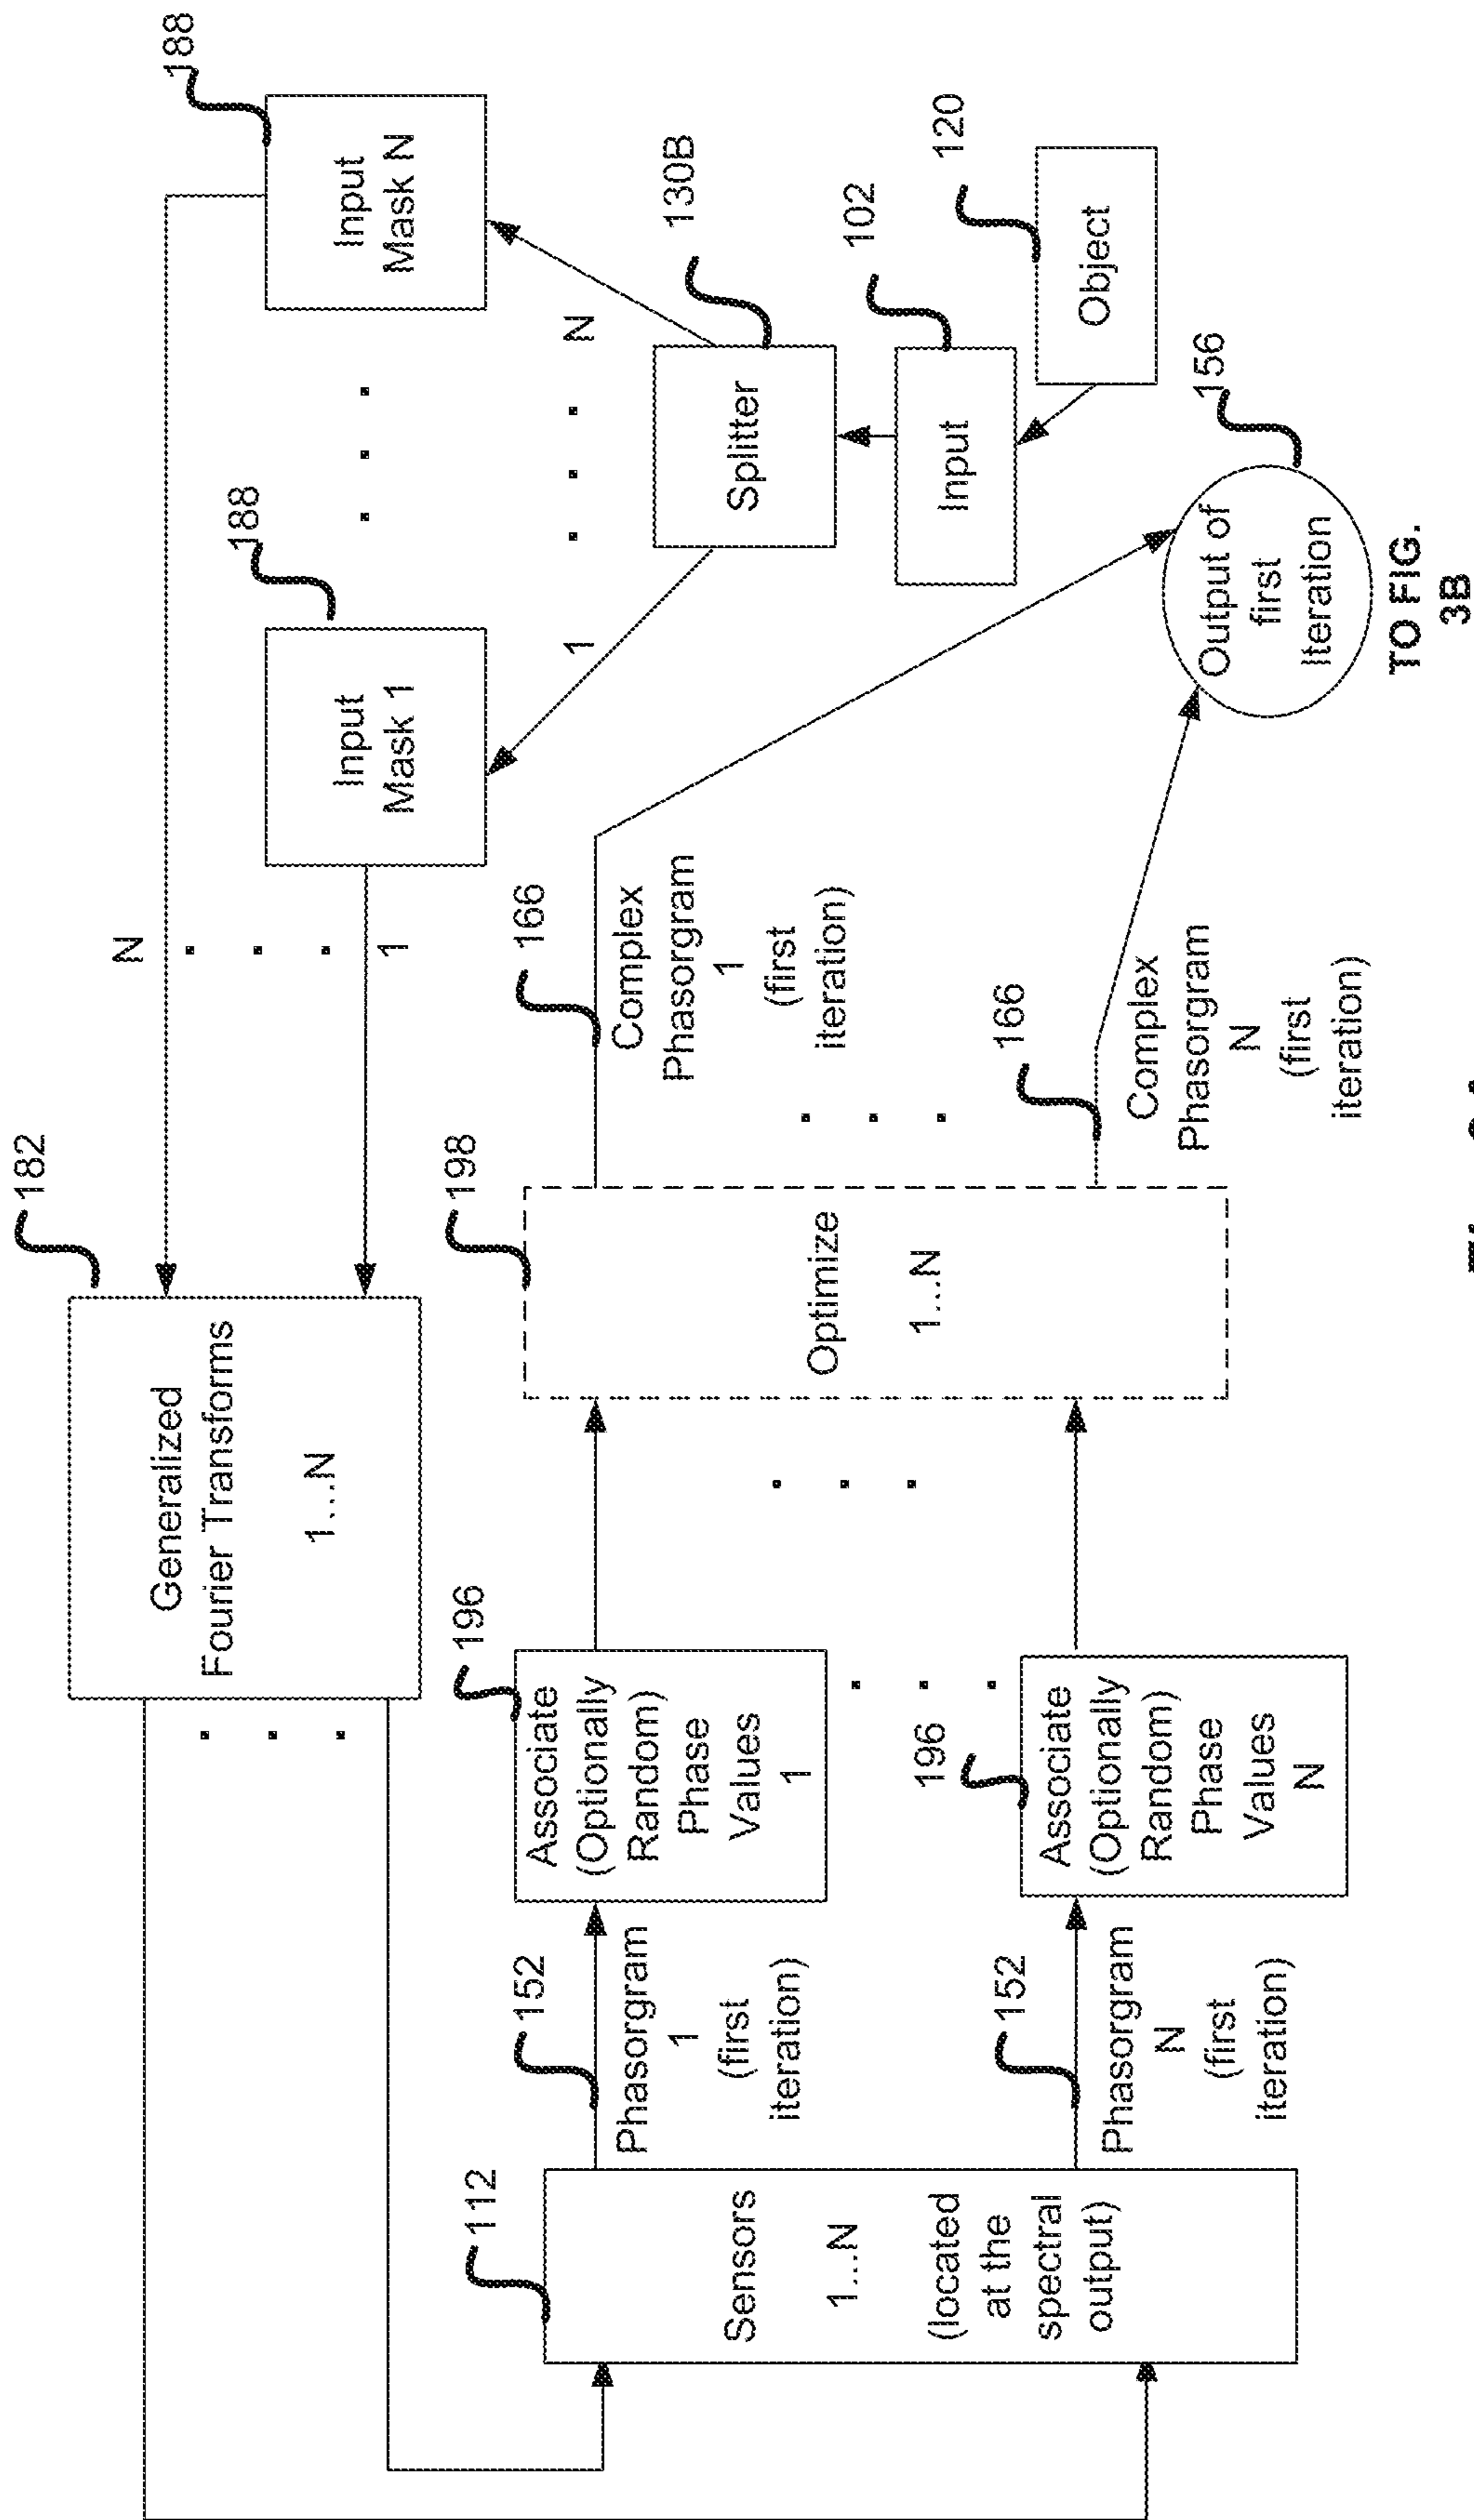 182
Generalized
Fourier Transforms
1...N
N
1
188
Input
Mask 1
188
Input
Mask N
1
N
Splitter
130B
Input
102
Object
120
112
Sensors
1...N
(located
at the
spectral
output)
152
Phasorgram
1
(first
iteration)
152
Phasorgram
N
(first
iteration)
196
Associate
(Optionally
Random)
Phase
Values
1
196
Associate
(Optionally
Random)
Phase
Values
N
198
Optimize
1...N
166
Complex
Phasorgram
1
(first
iteration)
166
Complex
Phasorgram
N
(first
iteration)
Output of
first
Iteration
156
TO FIG.
3B